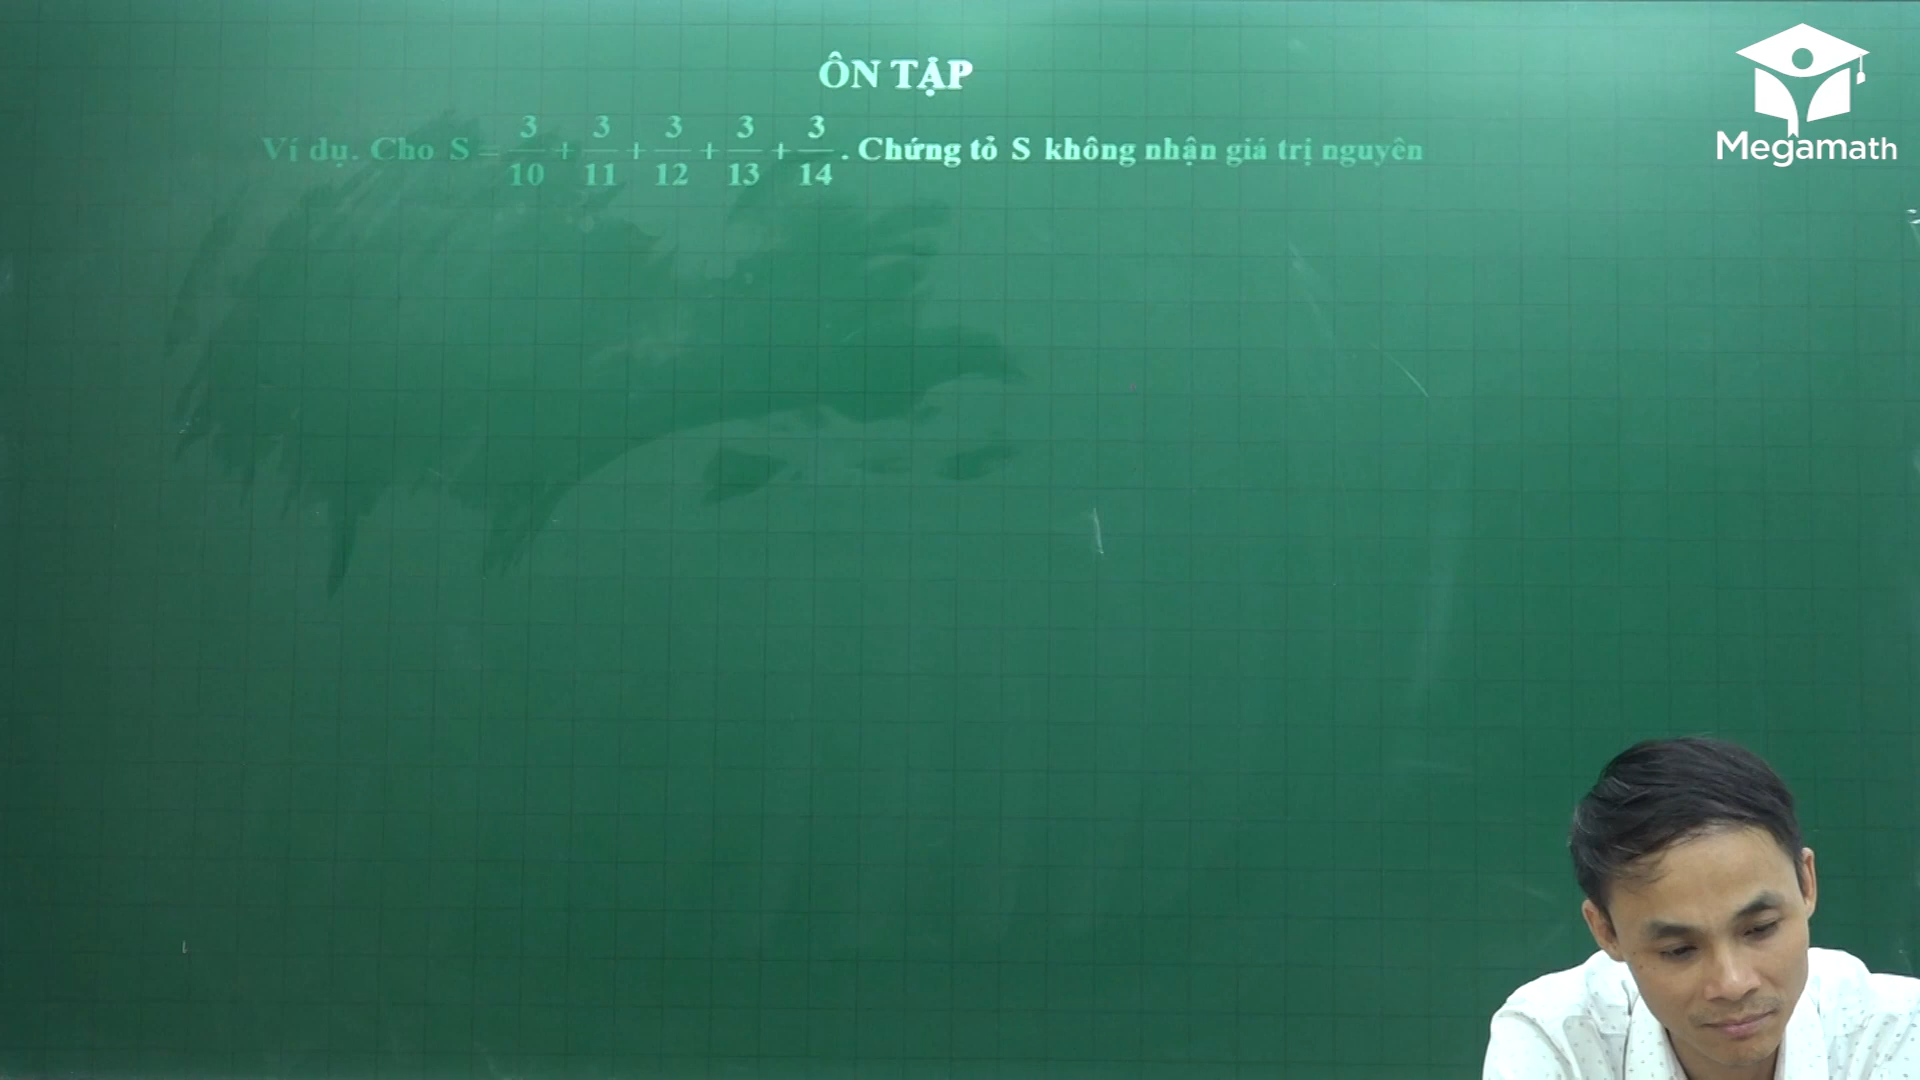 Megamath
ÔN TẬP
Ví dụ. Cho S = 3/10 + 3/11 + 3/12 + 3/13 + 3/14 . Chứng tỏ S không nhận giá trị nguyên